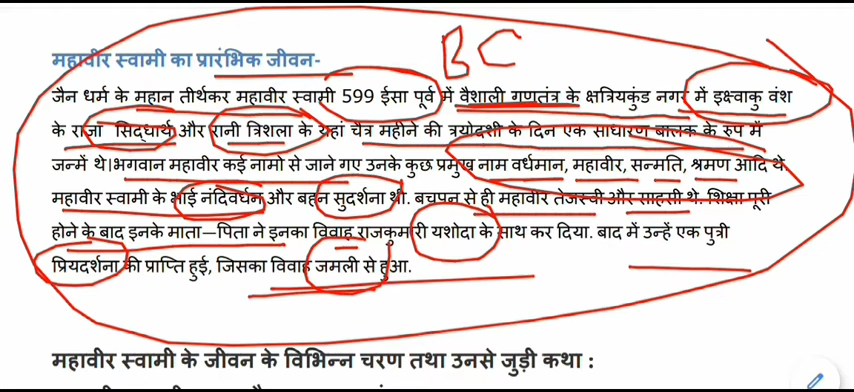 महावीर स्वामी का प्रारंभिक जीवन-
BC
जैन धर्म के महान तीर्थकर महावीर स्वामी 599 ईसा पूर्व में वैशाली गणतंत्र के क्षत्रियकुंड नगर में इक्ष्वाकु वंश
के राजा सिद्धार्थ और रानी त्रिशला के यहां चैत्र महीने की त्रयोदशी के दिन एक साधारण बालक के रुप में
जन्में थे।भगवान महावीर कई नामों से जाने गए उनके कुछ प्रमुख नाम वर्धमान, महावीर, सन्मति, श्रमण आदि थे.
महावीर स्वामी के भाई नंदिवर्धन और बहन सुदर्शना थी. बचपन से ही महावीर तेजस्वी और साहसी थे. शिक्षा पूरी
होने के बाद इनके माता—पिता ने इनका विवाह राजकुमारी यशोदा के साथ कर दिया. बाद में उन्हें एक पुत्री
प्रियदर्शना की प्राप्ति हुई, जिसका विवाह जमली से हुआ.
महावीर स्वामी के जीवन के विभिन्न चरण तथा उनसे जुड़ी कथा :